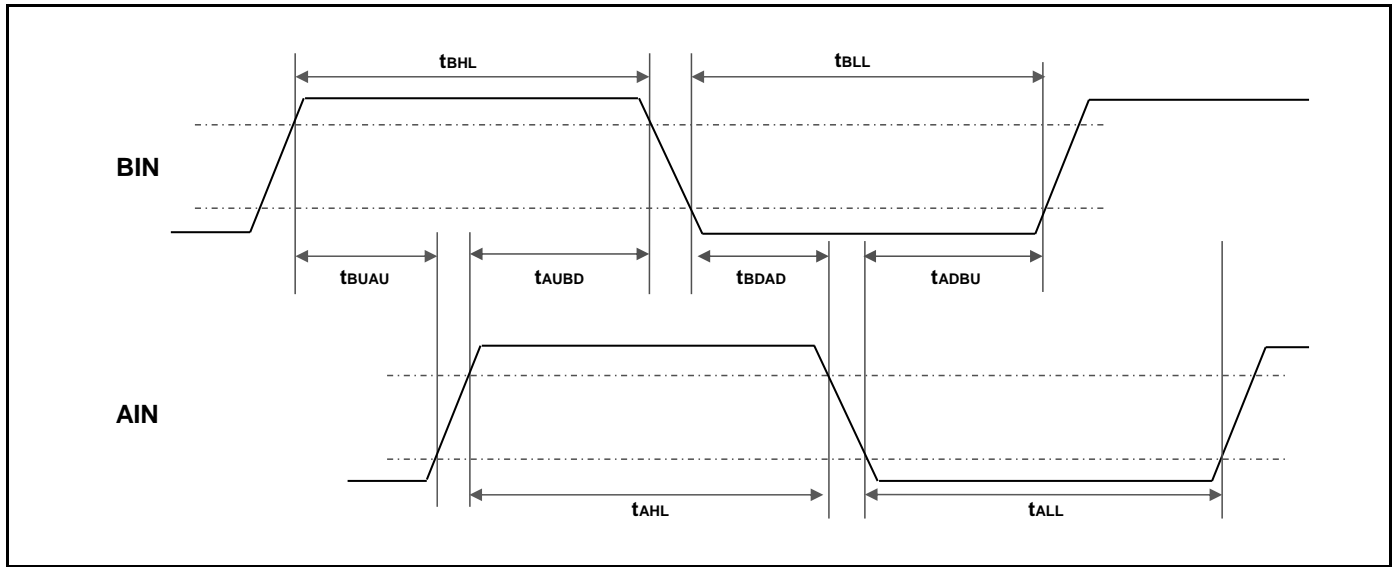 tBHL
tBLL
BIN
tBUAU
tAUBD
tBDAD
tADBU
AIN
tAHL
tALL